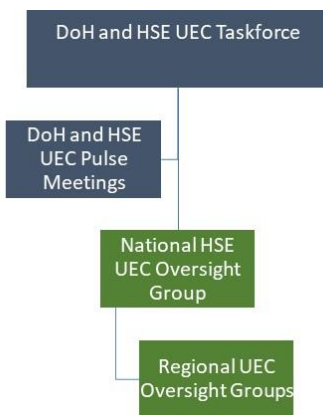 DoH and HSE UEC Taskforce
DoH and HSE
UEC Pulse
Meetings
National HSE
UEC Oversight
Group
Regional UEC
Oversight Groups